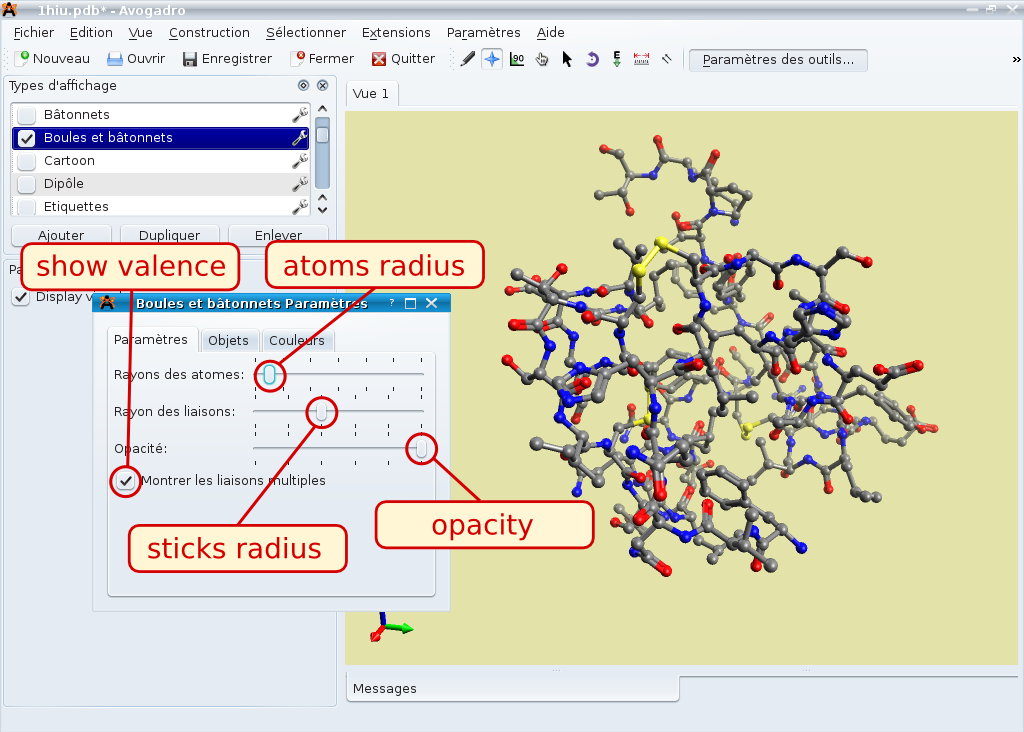 1hiu.pdb* - Avogadro
Fichier Edition Vue Construction Sélectionner Extensions Paramètres Aide
Nouveau Ouvrir Enregistrer Fermer Quitter 90 E Paramètres des outils... »
Types d'affichage
Vue 1
Bâtonnets
Boules et bâtonnets
Cartoon
Dipôle
Etiquettes
Ajouter Dupliquer Enlever
Pa
show valence
atoms radius
Display v
Boules et bâtonnets Paramètres ?
Paramètres Objets Couleurs
Rayons des atomes:
Rayon des liaisons:
Opacité:
Montrer les liaisons multiples
opacity
sticks radius
Messages